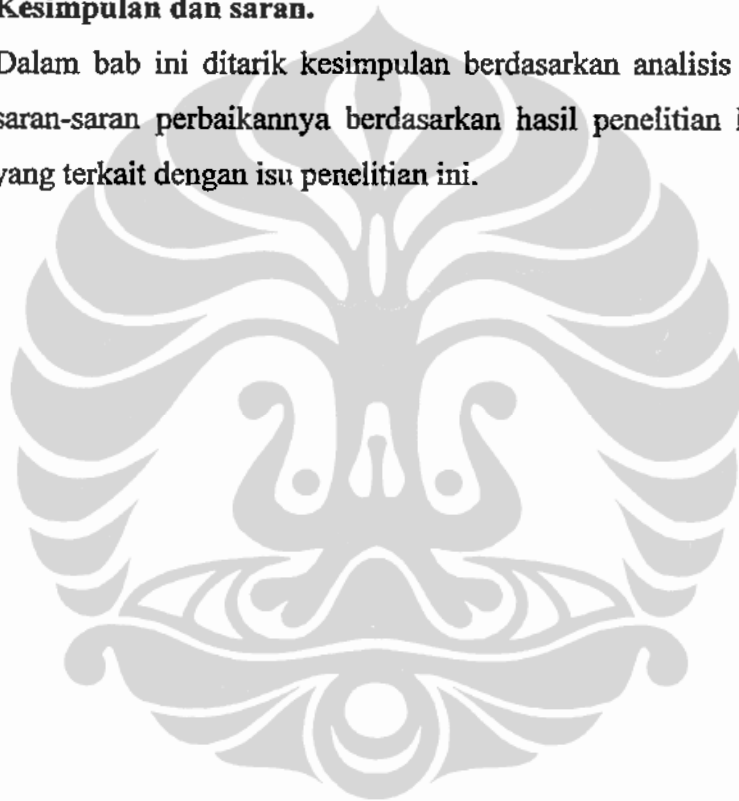 Kesimpulan dan saran.
Dalam bab ini ditarik kesimpulan berdasarkan analisis
saran-saran perbaikannya berdasarkan hasil penelitian
yang terkait dengan isu penelitian ini.